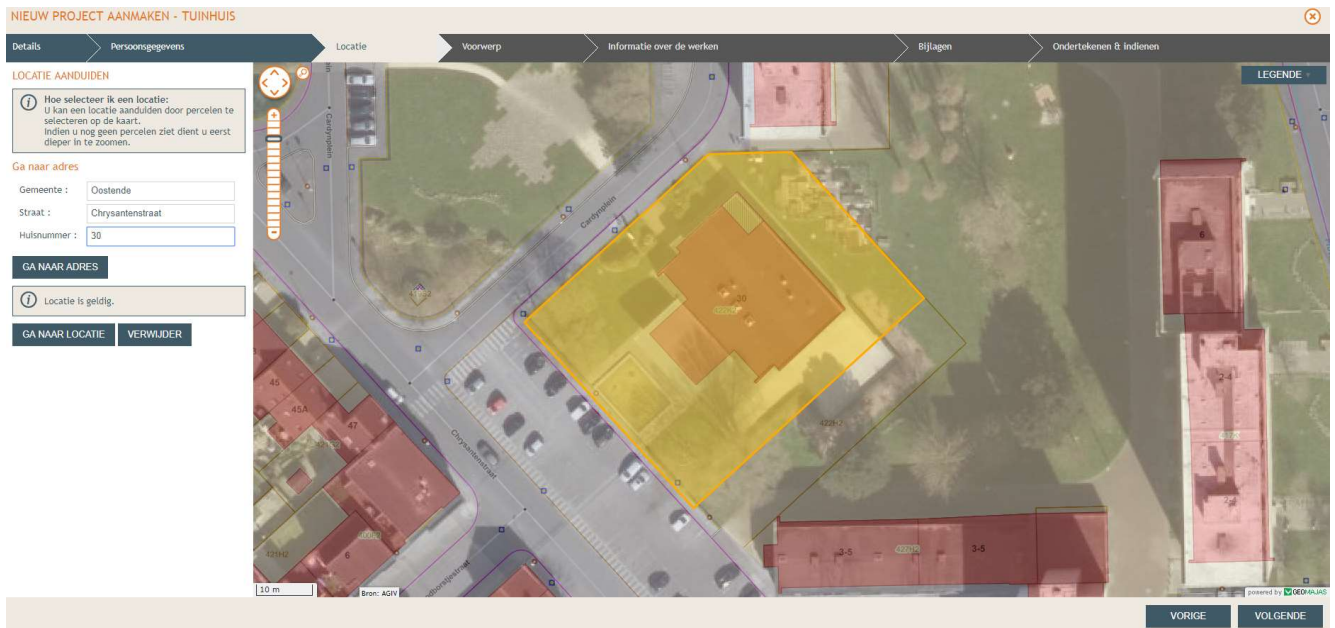 NIEUW PROJECT AANMAKEN - TUINHUIS
Details
Persoonsgegevens
Locatie
Voorwerp
Informatie over de werken
Bijlagen
Ondertekenen & indienen
LOCATIE AANDUIDEN
Hoe selecteer ik een locatie:
U kan een locatie aanduiden door percelen te
selecteren op de kaart.
Indien u nog geen percelen ziet dient u eerst
dieper in te zoomen.
Ga naar adres
Gemeente :
Oostende
Straat :
Chrysantenstraat
Huisnummer :
30
GA NAAR ADRES
Locatie is geldig.
GA NAAR LOCATIE
VERWIJDER
LEGENDE
Cardynplein
Cardynplein
30
6
2-4
45
45A
47
422H2
Chrysantenstraat
421H2
6
3-5
3-5
10 m
Bron: AGIV
powered by GEOMAJAS
VORIGE
VOLGENDE